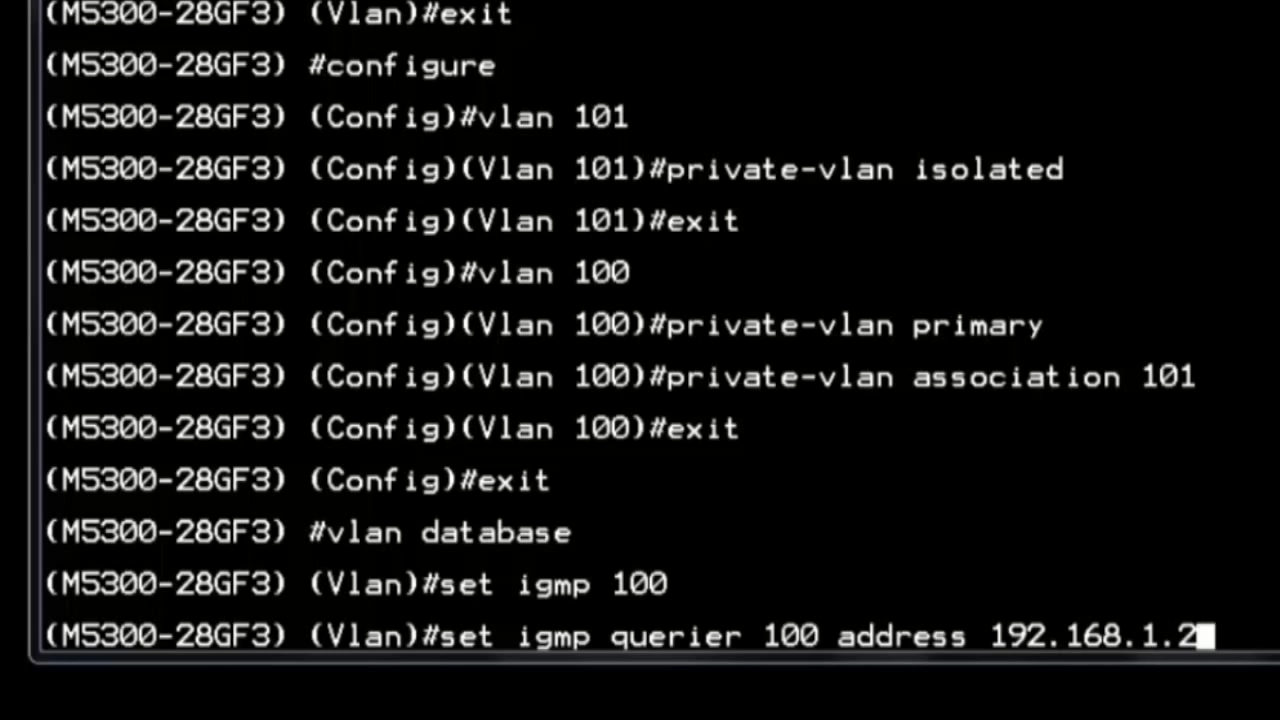 (M5300-28GF3) (Vlan)#exit
(M5300-28GF3) #configure
(M5300-28GF3) (Config)#vlan 101
(M5300-28GF3) (Config)(Vlan 101)#private-vlan isolated
(M5300-28GF3) (Config)(Vlan 101)#exit
(M5300-28GF3) (Config)#vlan 100
(M5300-28GF3) (Config)(Vlan 100)#private-vlan primary
(M5300-28GF3) (Config)(Vlan 100)#private-vlan association 101
(M5300-28GF3) (Config)(Vlan 100)#exit
(M5300-28GF3) (Config)#exit
(M5300-28GF3) #vlan database
(M5300-28GF3) (Vlan)#set igmp 100
(M5300-28GF3) (Vlan)#set igmp querier 100 address 192.168.1.2